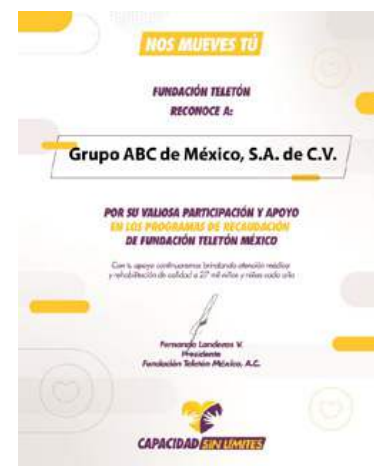 NOS MUEVES TÚ
FUNDACIÓN TELETÓN
RECONOCE A:
Grupo ABC de México, S.A. de C.V.
POR SU VALIOSA PARTICIPACIÓN Y APOYO
EN LOS PROGRAMAS DE RECAUDACIÓN
DE FUNDACIÓN TELETÓN MÉXICO
Con tu apoyo continuaremos brindando atención médica
y rehabilitación de calidad a 27 mil niños y niñas cada año
Fernando Landeros V.
Presidente
Fundación Teletón México, A.C.
CAPACIDAD SIN LÍMITES